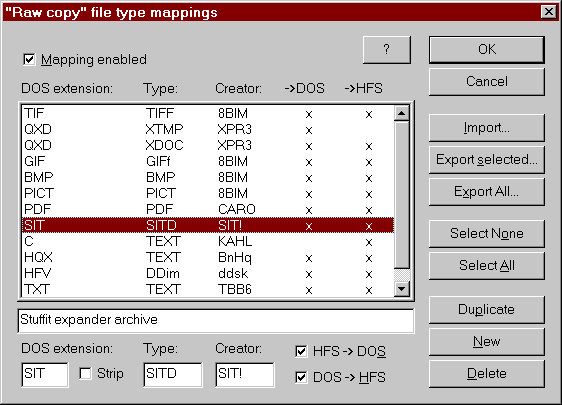 "Raw copy" file type mappings
Mapping enabled
?
OK
Cancel
DOS extension: Type: Creator: ->DOS ->HFS
TIF TIFF 8BIM x x
QXD XTMP XPR3 x
QXD XDOC XPR3 x x
GIF GIFf 8BIM x x
BMP BMP 8BIM x x
PICT PICT 8BIM x x
PDF PDF CARO x x
SIT SITD SIT! x x
C TEXT KAHL x
HQX TEXT BnHq x x
HFV DDim ddsk x x
TXT TEXT TBB6 x x
Import...
Export selected...
Export All...
Select None
Select All
Stuffit expander archive
Duplicate
New
Delete
DOS extension: Type: Creator:
SIT Strip SITD SIT!
HFS -> DOS
DOS -> HFS